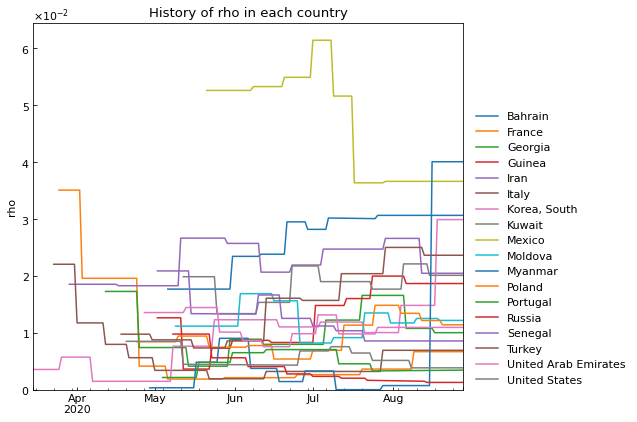 ×10⁻²
History of rho in each country
6
5
4
3
2
1
0
rho
Apr
2020
May
Jun
Jul
Aug
Bahrain
France
Georgia
Guinea
Iran
Italy
Korea, South
Kuwait
Mexico
Moldova
Myanmar
Poland
Portugal
Russia
Senegal
Turkey
United Arab Emirates
United States